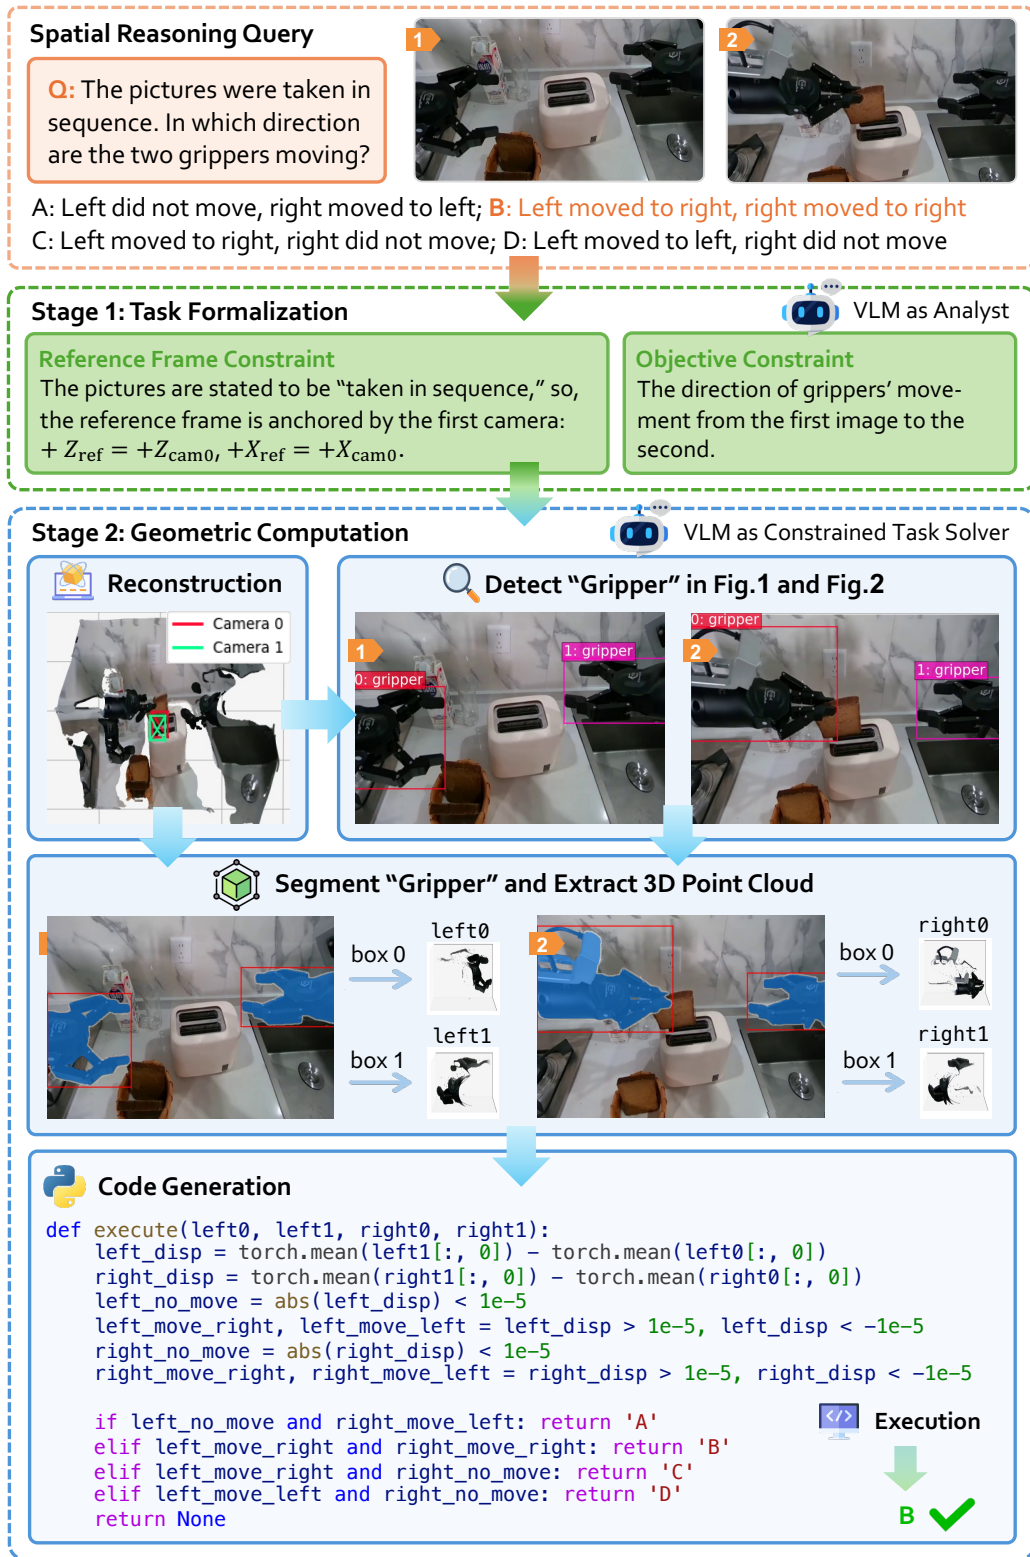 Spatial Reasoning Query
1
2
Q: The pictures were taken in
sequence. In which direction
are the two grippers moving?
A: Left did not move, right moved to left; B: Left moved to right, right moved to right
C: Left moved to right, right did not move; D: Left moved to left, right did not move
Stage 1: Task Formalization
VLM as Analyst
Reference Frame Constraint
The pictures are stated to be “taken in sequence,” so,
the reference frame is anchored by the first camera:
+ Z_ref = +Z_cam0, +X_ref = +X_cam0.
Objective Constraint
The direction of grippers’ move-
ment from the first image to the
second.
Stage 2: Geometric Computation
VLM as Constrained Task Solver
Reconstruction
Camera 0
Camera 1
Detect “Gripper” in Fig.1 and Fig.2
1
0: gripper
1: gripper
2
0: gripper
1: gripper
Segment “Gripper” and Extract 3D Point Cloud
box 0
left0
box 1
left1
2
box 0
right0
box 1
right1
Code Generation
def execute(left0, left1, right0, right1):
left_disp = torch.mean(left1[:, 0]) – torch.mean(left0[:, 0])
right_disp = torch.mean(right1[:, 0]) – torch.mean(right0[:, 0])
left_no_move = abs(left_disp) < 1e-5
left_move_right, left_move_left = left_disp > 1e-5, left_disp < -1e-5
right_no_move = abs(right_disp) < 1e-5
right_move_right, right_move_left = right_disp > 1e-5, right_disp < -1e-5
if left_no_move and right_move_left: return 'A'
elif left_move_right and right_move_right: return 'B'
elif left_move_right and right_no_move: return 'C'
elif left_move_left and right_no_move: return 'D'
return None
</> Execution
B